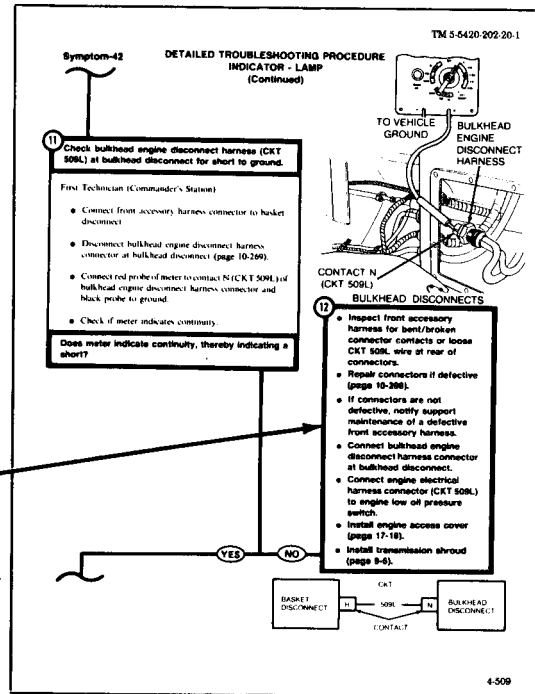 TM 5-5420-202-20-1
Symptom-42
DETAILED TROUBLESHOOTING PROCEDURE
INDICATOR - LAMP
(Continued)
TO VEHICLE
GROUND
BULKHEAD
ENGINE
DISCONNECT
HARNESS
CONTACT N
(CKT 509L)
BULKHEAD DISCONNECTS
11
Check bulkhead engine disconnect harness (CKT
509L) at bulkhead disconnect for short to ground.
First Technician (Commander's Station)
• Connect front accessory harness connector to basket
disconnect
• Disconnect bulkhead engine disconnect harness
connector at bulkhead disconnect (page 10-269).
• Connect red probe of meter to contact N (CKT 509L) of
bulkhead engine disconnect harness connector and
black probe to ground.
• Check if meter indicates continuity.
Does meter indicate continuity, thereby indicating a
short?
12
• Inspect front accessory
harness for bent/broken
connector contacts or loose
CKT 509L wire at rear of
connectors.
• Repair connectors if defective
(page 10-298).
• If connectors are not
defective, notify support
maintenance of a defective
front accessory harness.
• Connect bulkhead engine
disconnect harness connector
at bulkhead disconnect.
• Connect engine electrical
harness connector (CKT 509L)
to engine low oil pressure
switch.
• Install engine access cover
(page 17-18).
• Install transmission shroud
(page 9-6).
YES
NO
CKT
BASKET
DISCONNECT
H
509L
N
BULKHEAD
DISCONNECT
CONTACT
4-509